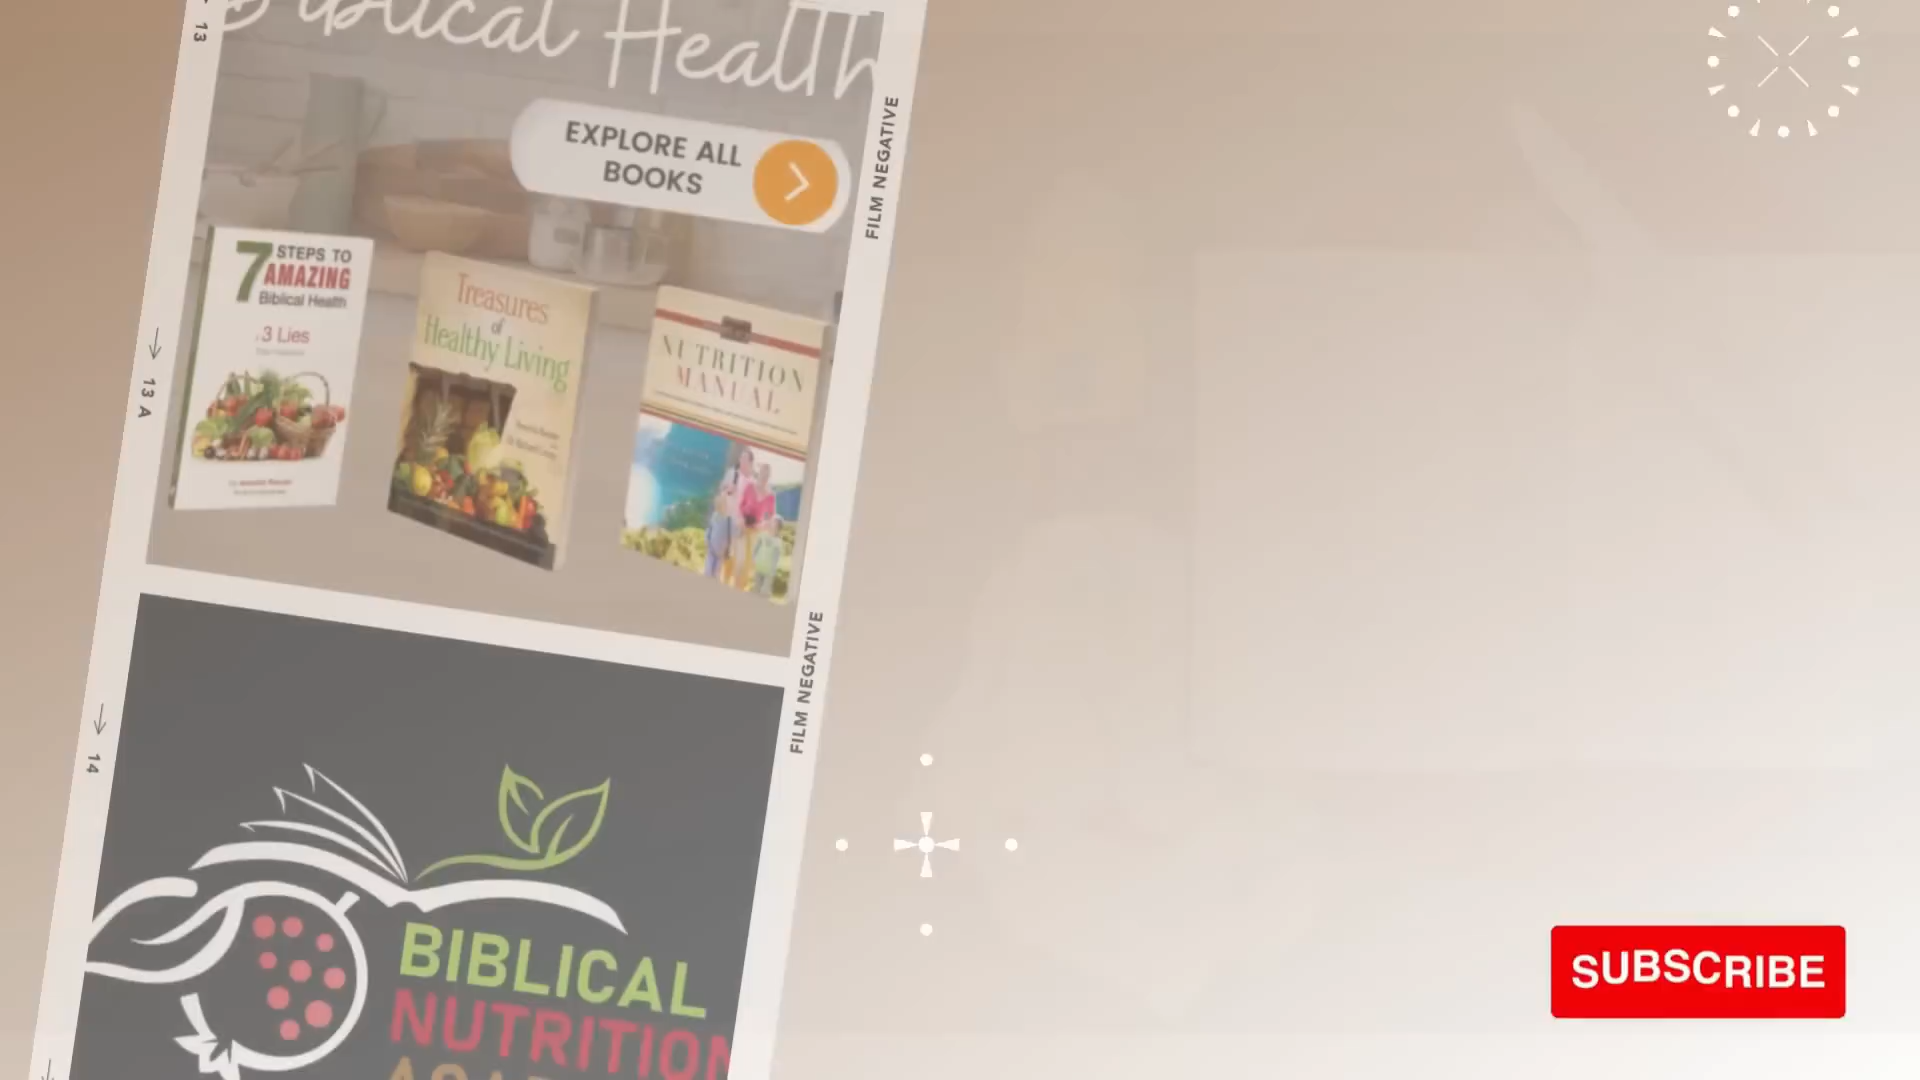 13
Biblical Health
EXPLORE ALL
BOOKS
FILM NEGATIVE
7 STEPS TO
AMAZING
Biblical Health
3 Lies
Treasures
of
Healthy Living
NUTRITION
MANUAL
13 A
FILM NEGATIVE
14
BIBLICAL
NUTRITION
SUBSCRIBE